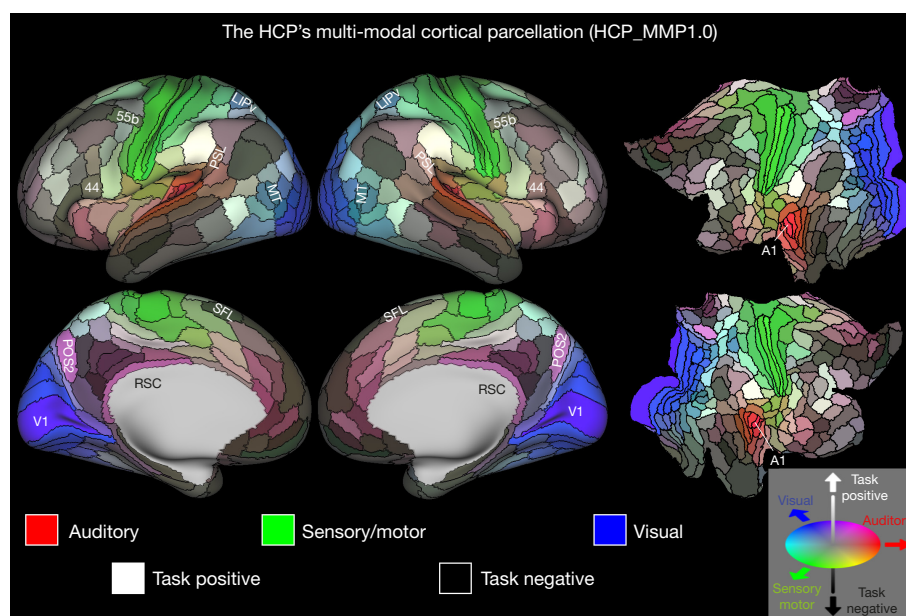 The HCP's multi-modal cortical parcellation (HCP_MMP1.0)
LIPv
55b
PSL
44
MT
LIPv
55b
PSL
44
MT
A1
SFL
POS2
RSC
V1
SFL
POS2
RSC
V1
A1
Auditory
Sensory/motor
Visual
Task positive
Task negative
Task
positive
Visual
Auditory
Sensory
motor
Task
negative